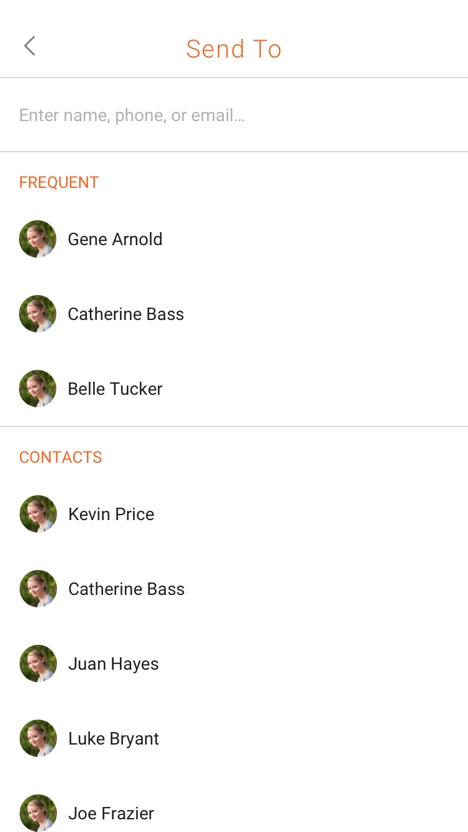 Send To
Enter name, phone, or email...
FREQUENT
Gene Arnold
Catherine Bass
Belle Tucker
CONTACTS
Kevin Price
Catherine Bass
Juan Hayes
Luke Bryant
Joe Frazier